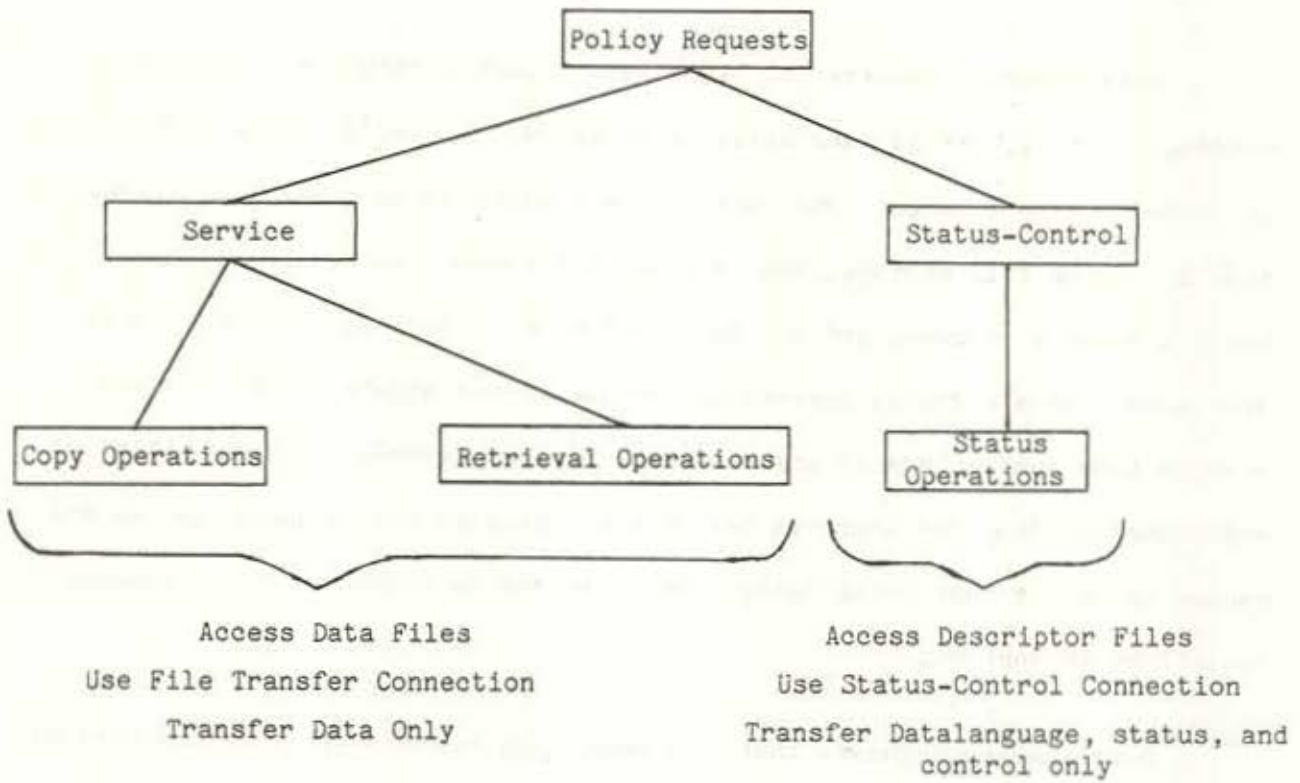 Policy Requests
Service
Status-Control
Copy Operations
Retrieval Operations
Status
Operations
Access Data Files
Use File Transfer Connection
Transfer Data Only
Access Descriptor Files
Use Status-Control Connection
Transfer Datalanguage, status, and
control only